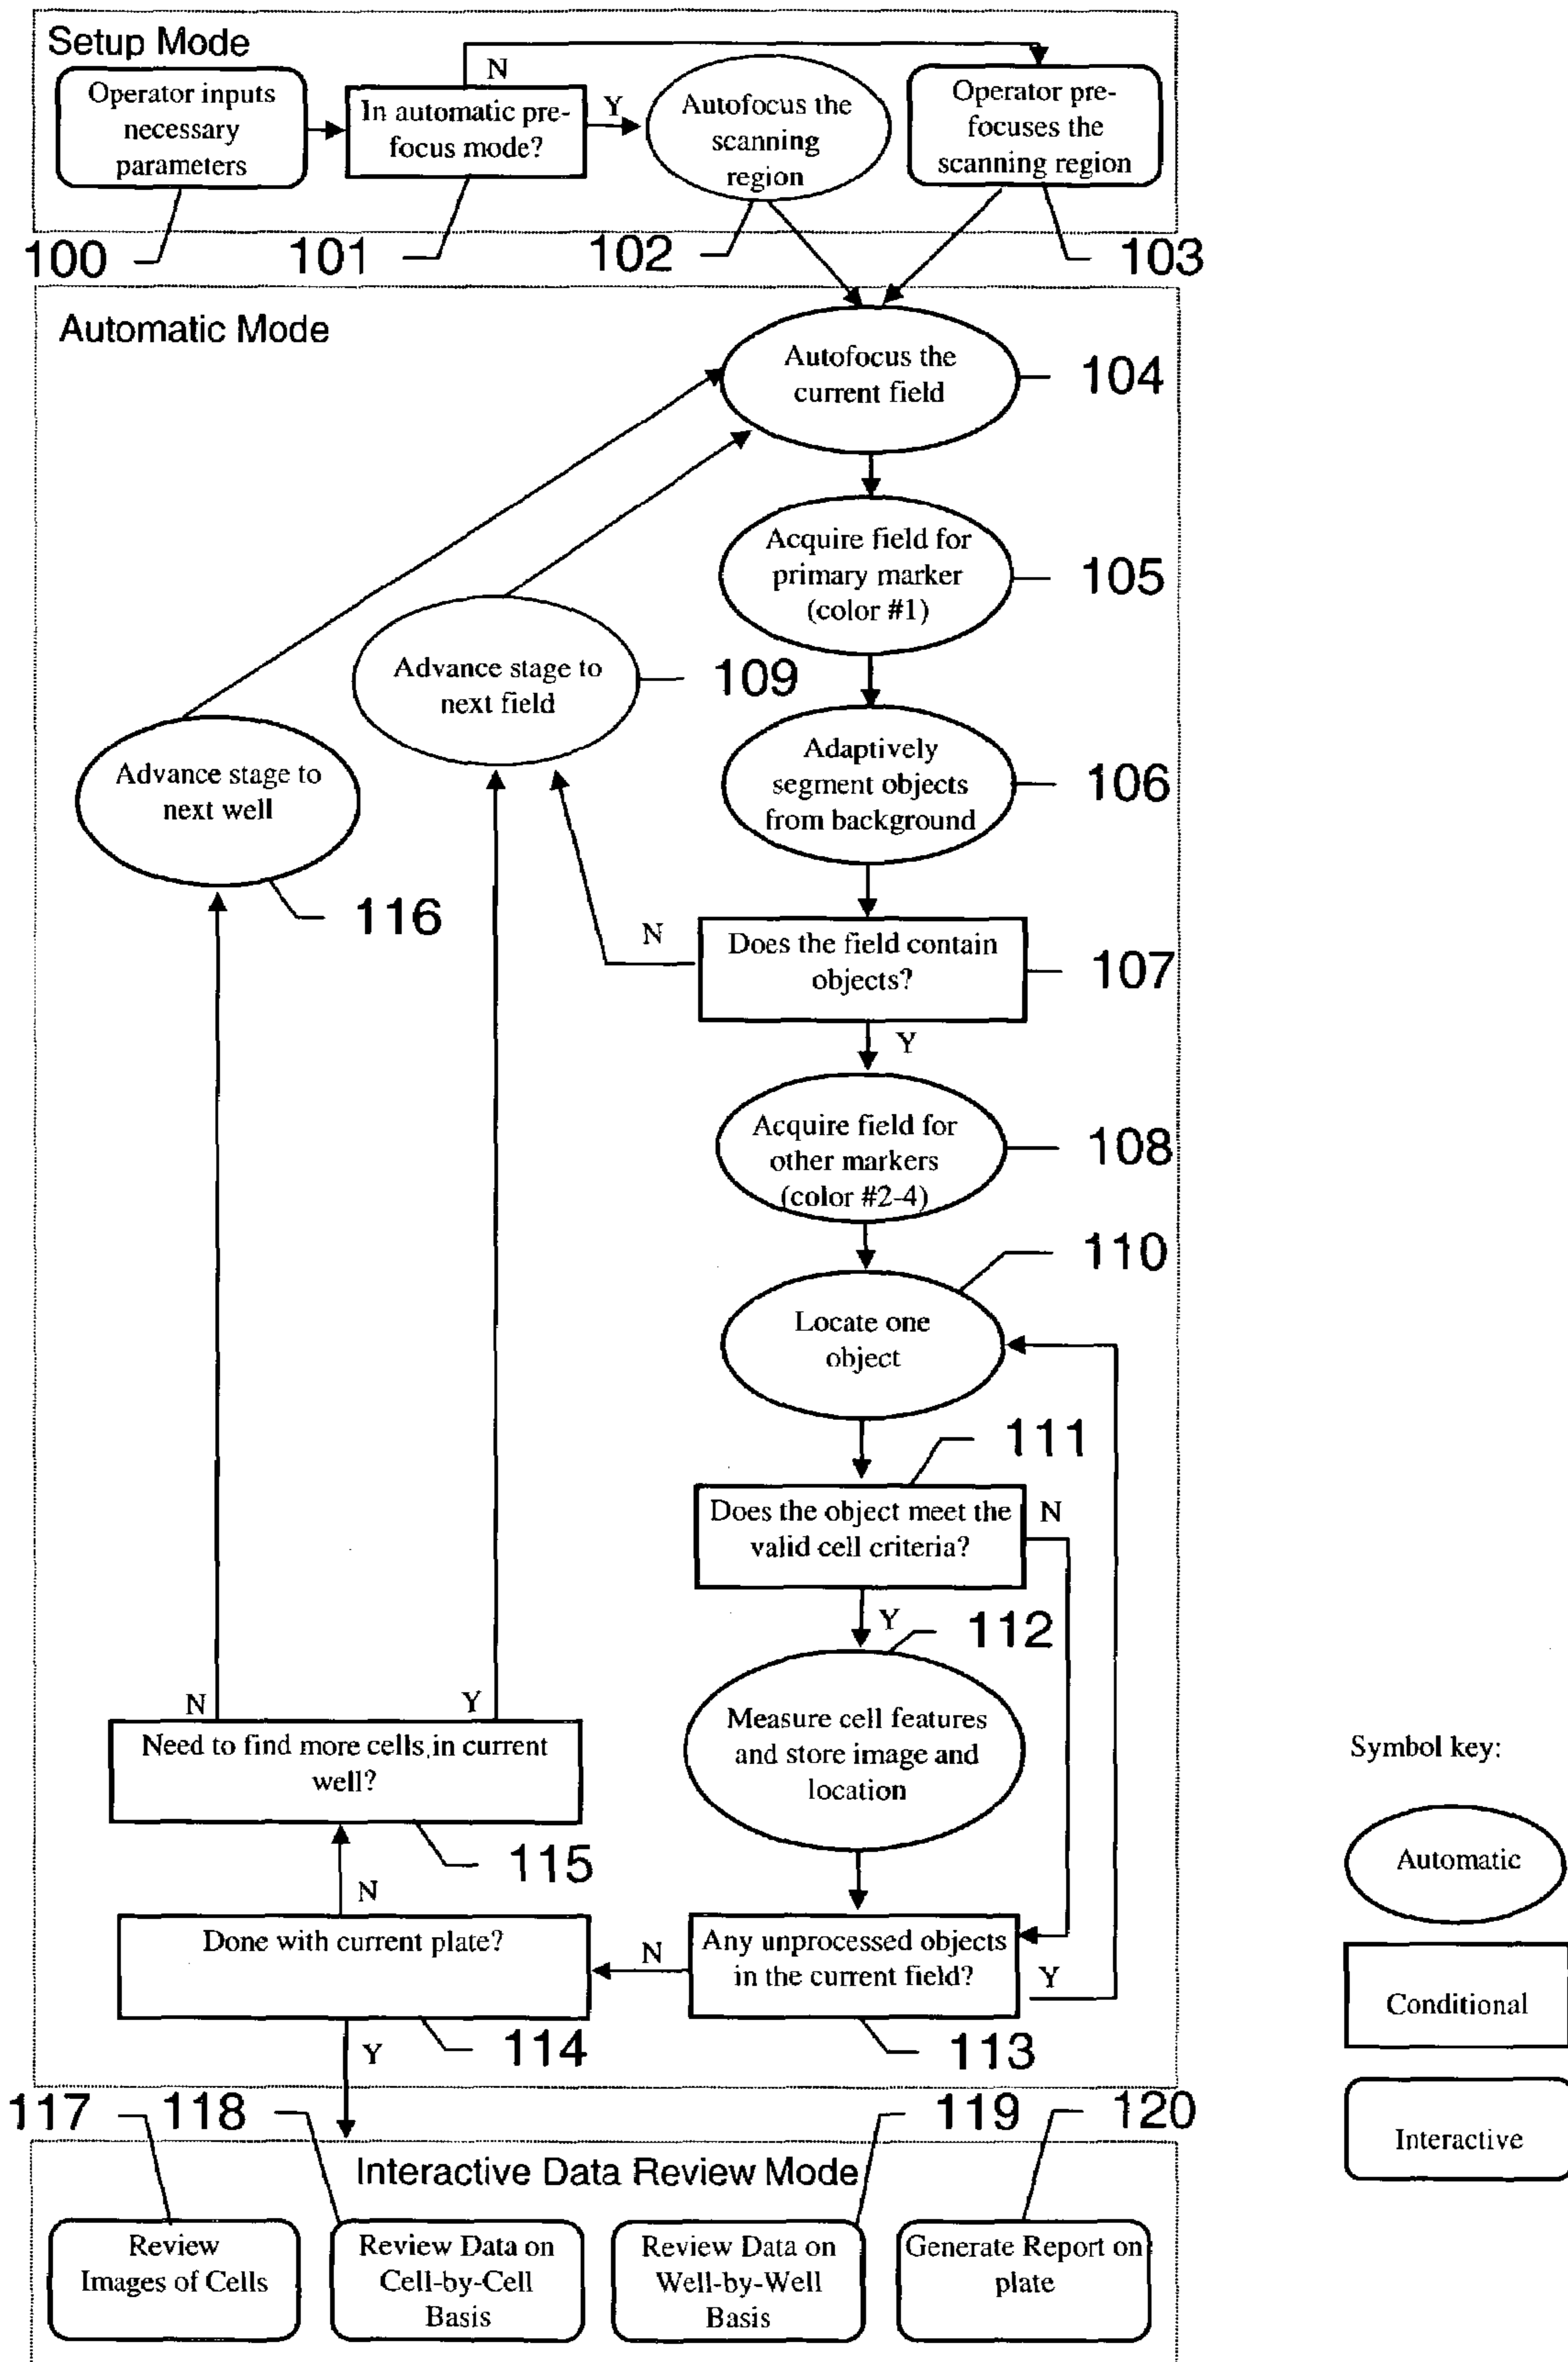 Setup Mode
Operator inputs
necessary
parameters
In automatic pre-
focus mode?
N
Y
Autofocus the
scanning
region
Operator pre-
focuses the
scanning region
100
101
102
103
Automatic Mode
Autofocus the
current field
104
Acquire field for
primary marker
(color #1)
105
Advance stage to
next field
109
Adaptively
segment objects
from background
106
Advance stage to
next well
116
Does the field contain
objects?
N
107
Y
Acquire field for
other markers
(color #2-4)
108
110
Locate one
object
111
Does the object meet the
valid cell criteria?
N
Y
112
Measure cell features
and store image and
location
N
Y
Need to find more cells in current
well?
115
N
Done with current plate?
N
Any unprocessed objects
in the current field?
Y
114
113
Y
Symbol key:
Automatic
Conditional
Interactive
117
118
119
120
Interactive Data Review Mode
Review
Images of Cells
Review Data on
Cell-by-Cell
Basis
Review Data on
Well-by-Well
Basis
Generate Report on
plate